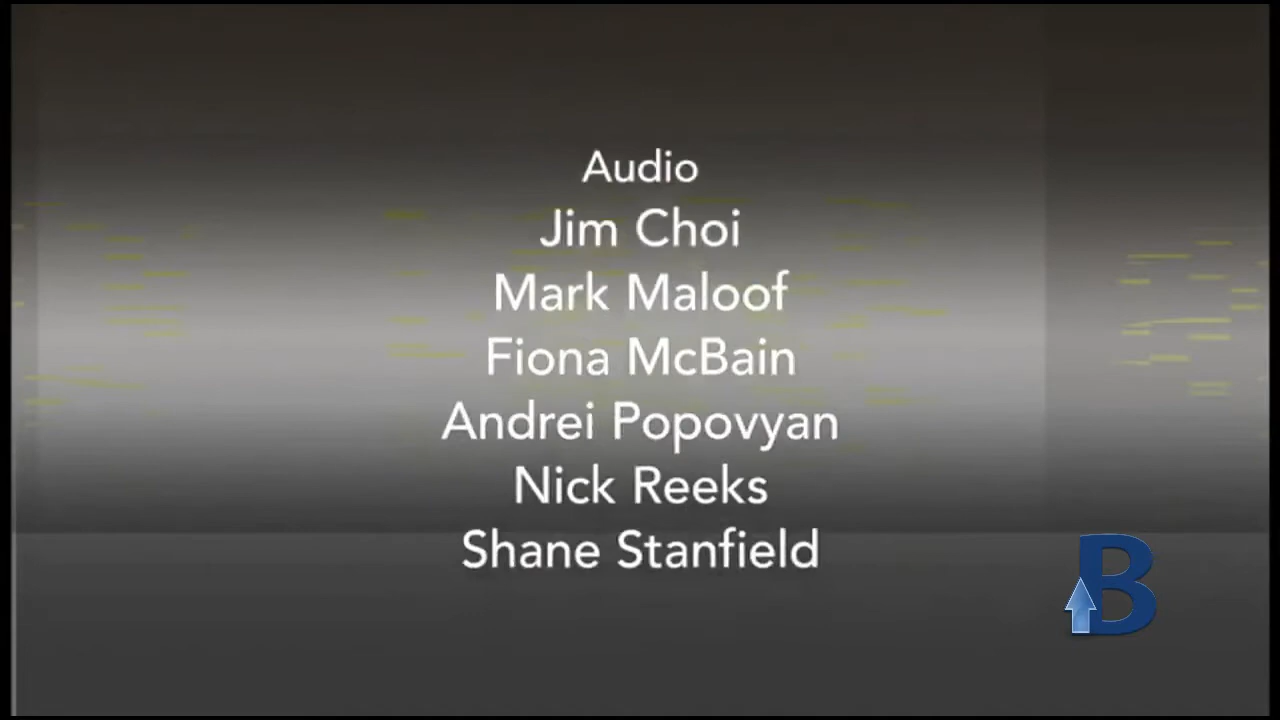 Audio
Jim Choi
Mark Maloof
Fiona McBain
Andrei Popovyan
Nick Reeks
Shane Stanfield
B